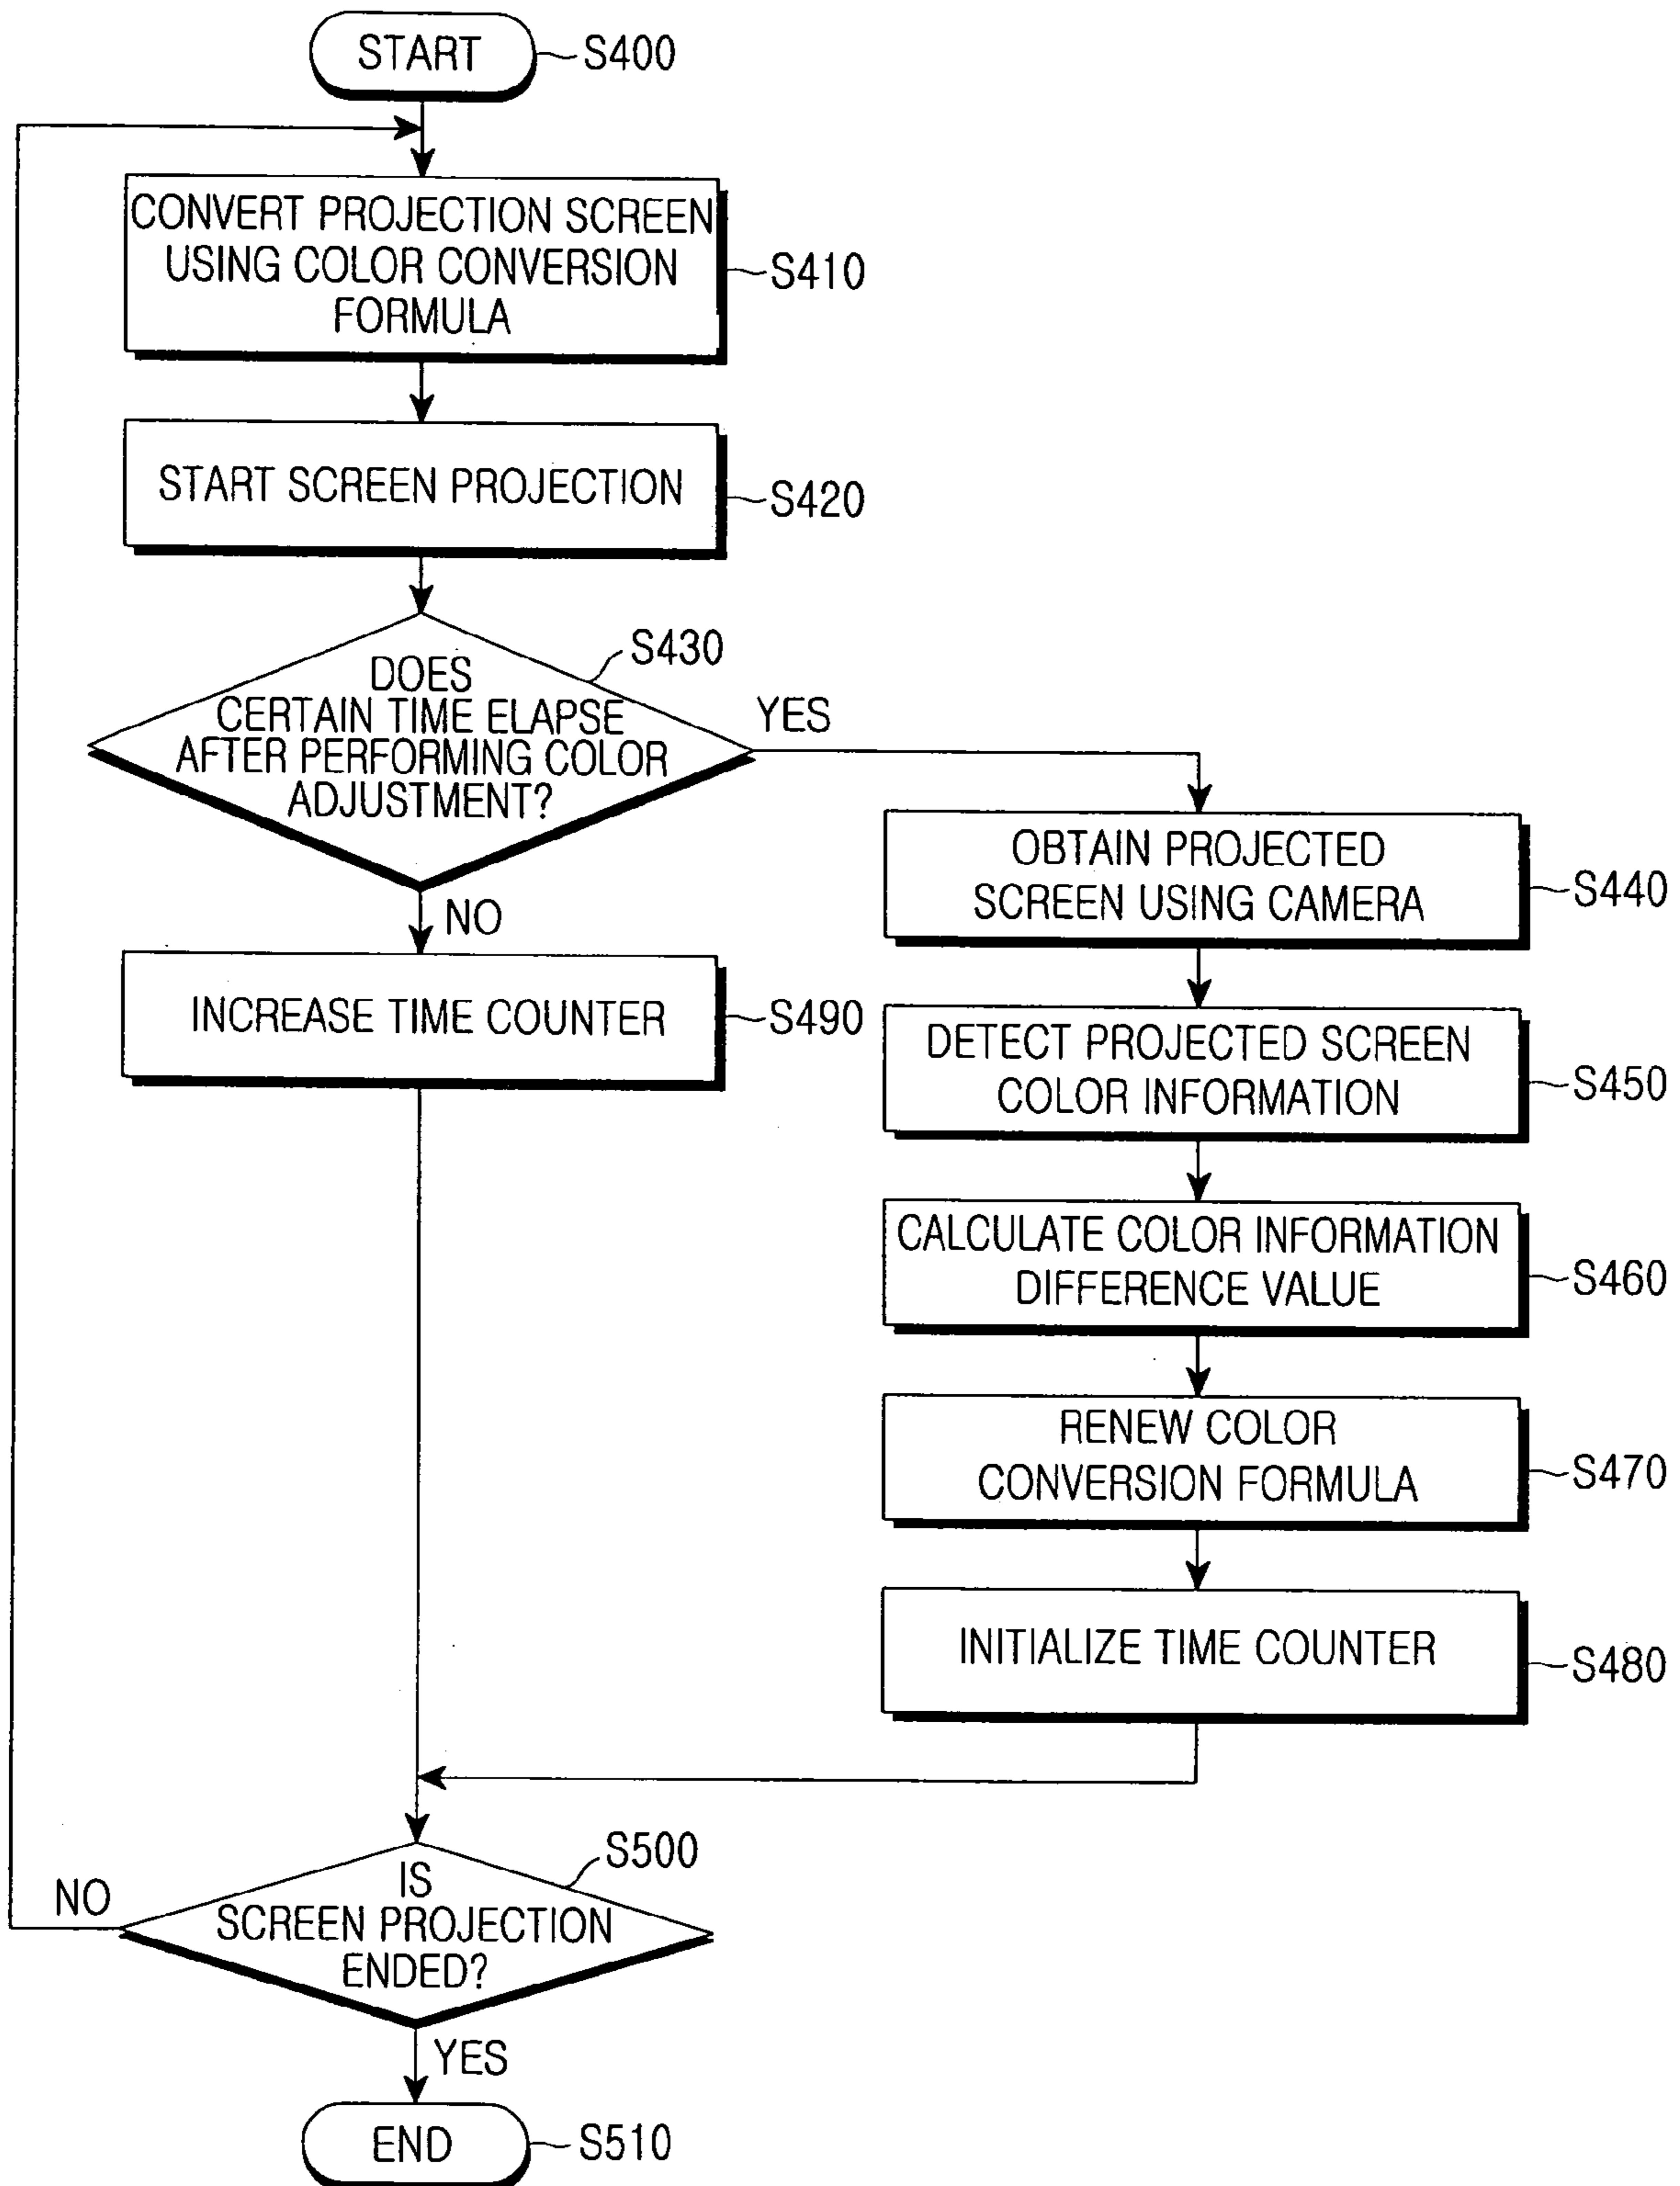 START
S400
CONVERT PROJECTION SCREEN
USING COLOR CONVERSION
FORMULA
S410
START SCREEN PROJECTION
S420
S430
DOES
CERTAIN TIME ELAPSE
AFTER PERFORMING COLOR
ADJUSTMENT?
YES
NO
OBTAIN PROJECTED
SCREEN USING CAMERA
S440
INCREASE TIME COUNTER
S490
DETECT PROJECTED SCREEN
COLOR INFORMATION
S450
CALCULATE COLOR INFORMATION
DIFFERENCE VALUE
S460
RENEW COLOR
CONVERSION FORMULA
S470
INITIALIZE TIME COUNTER
S480
S500
IS
SCREEN PROJECTION
ENDED?
NO
YES
END
S510